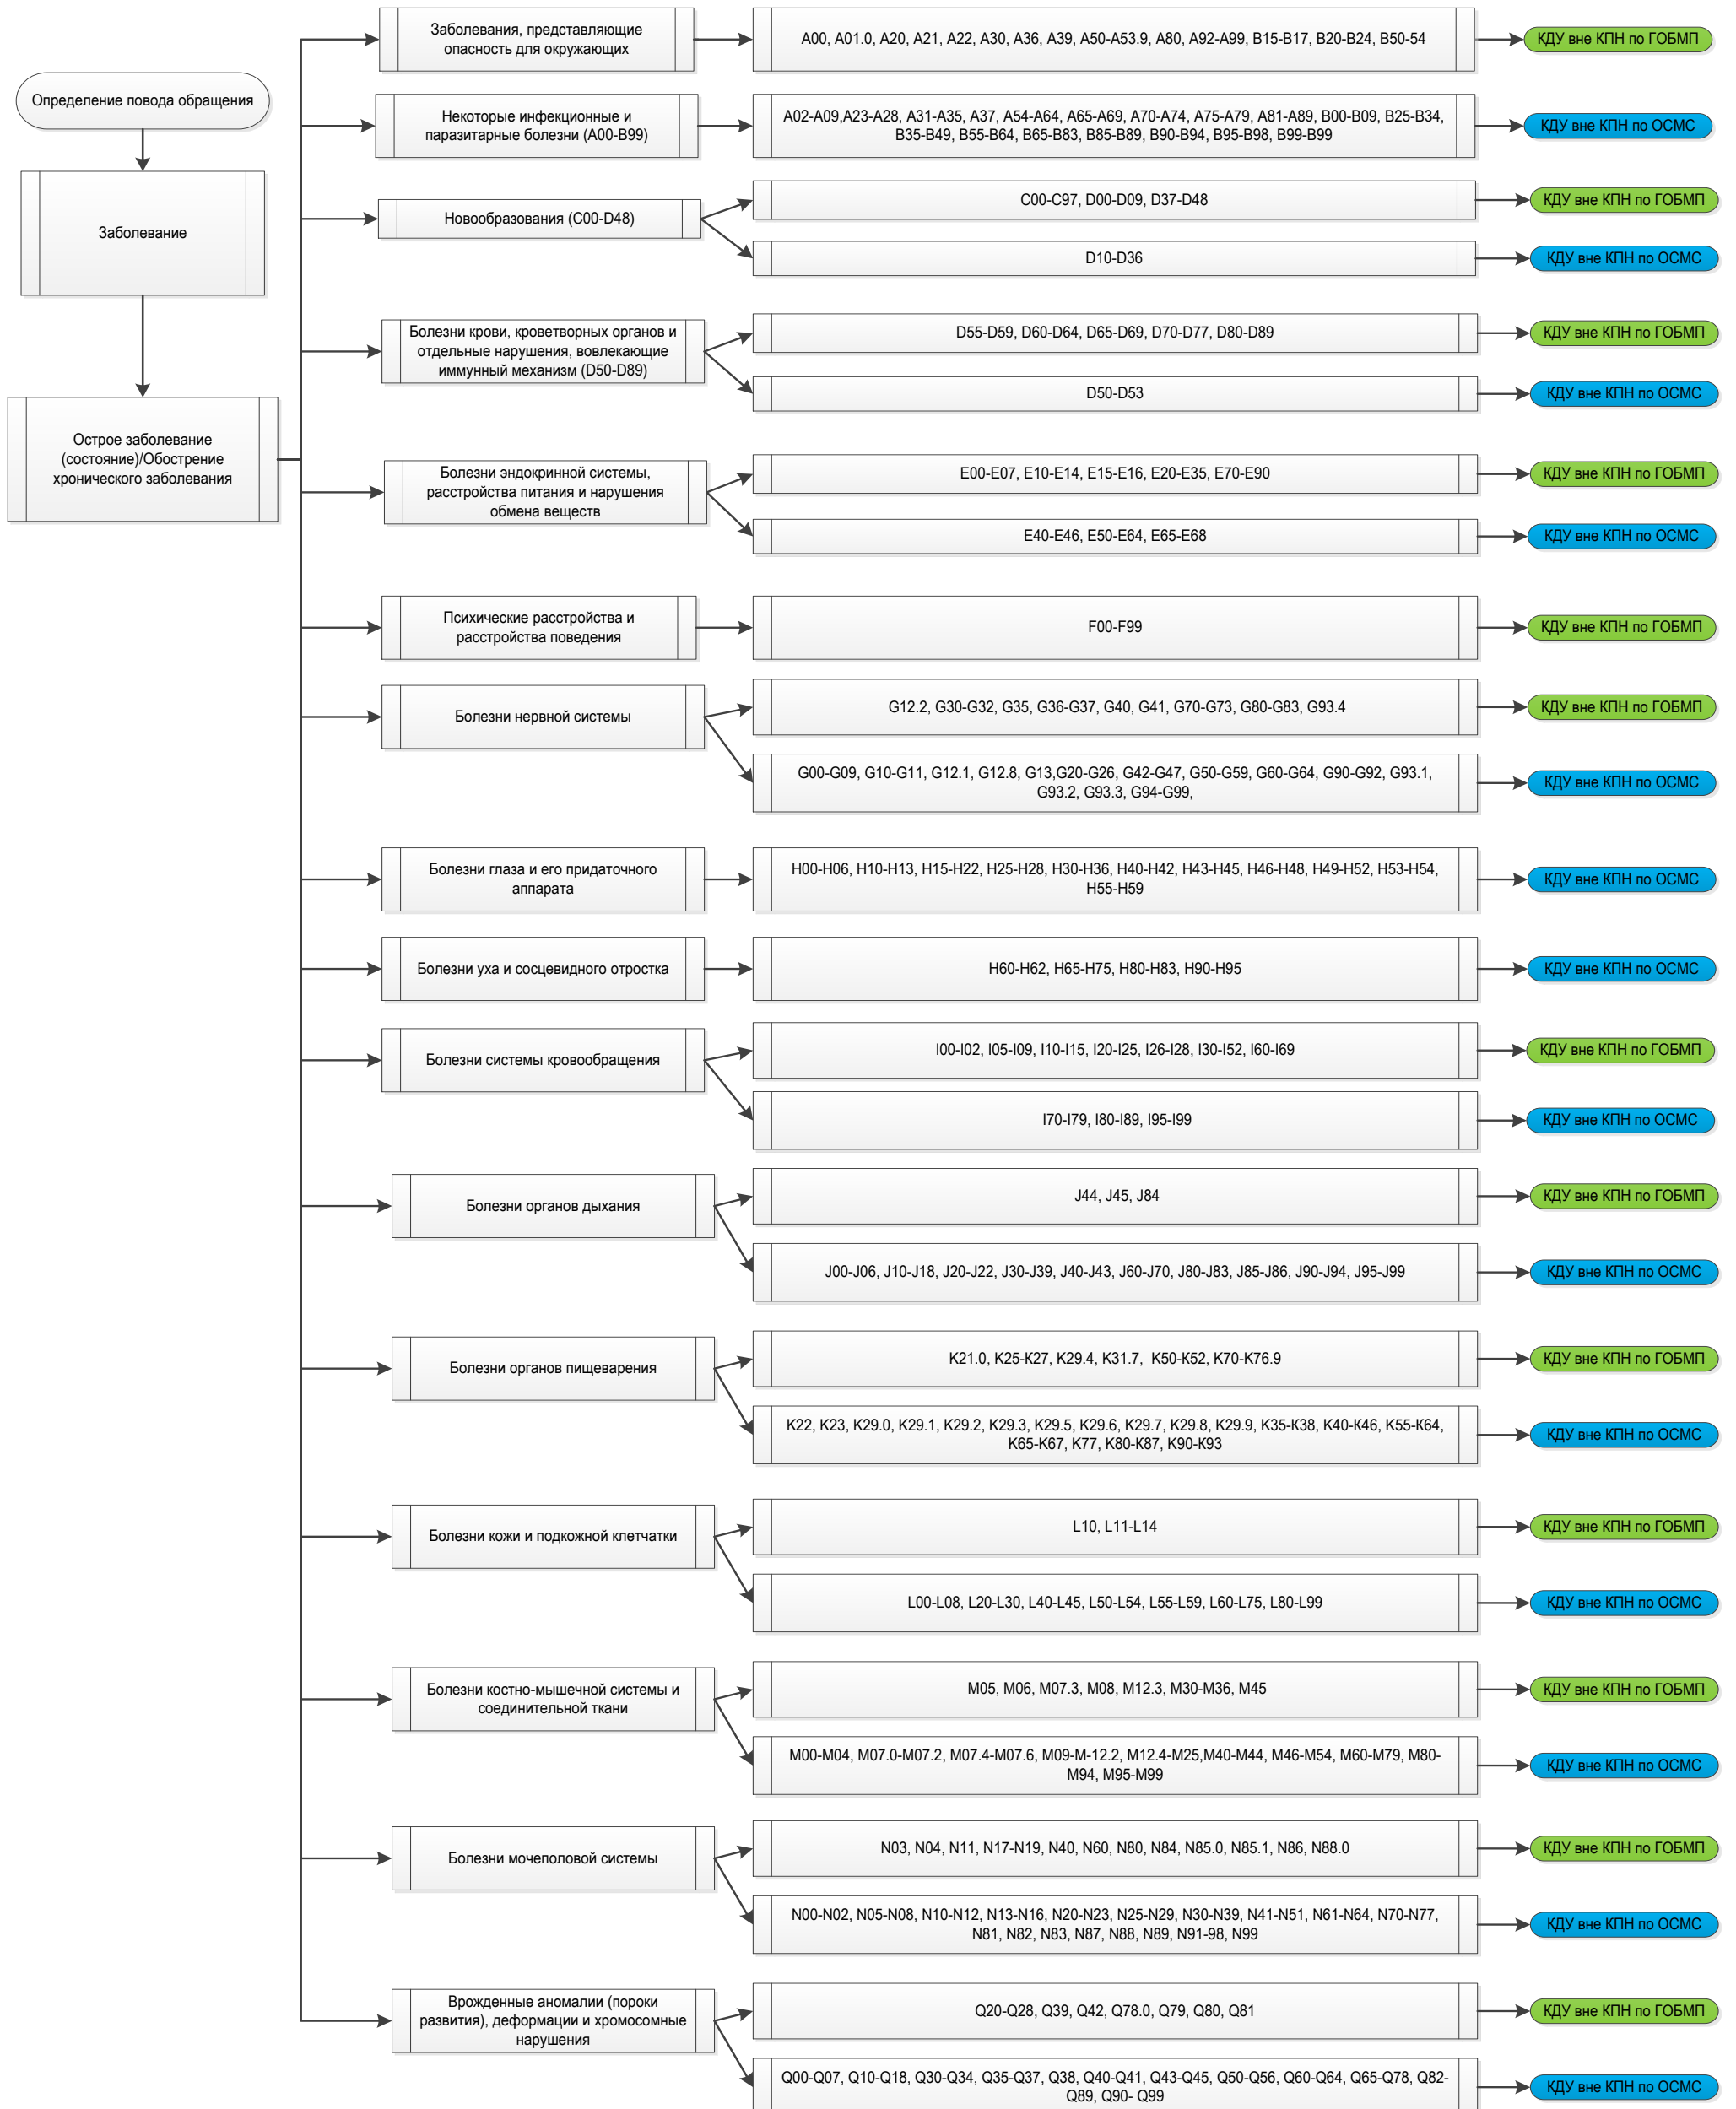 Определение повода обращения
Заболевание
Острое заболевание
(состояние)/Обострение
хронического заболевания
Заболевания, представляющие
опасность для окружающих
A00, A01.0, A20, A21, A22, A30, A36, A39, A50-A53.9, A80, A92-A99, B15-B17, B20-B24, B50-54
КДУ вне КПН по ГОБМП
Некоторые инфекционные и
паразитарные болезни (A00-B99)
A02-A09,A23-A28, A31-A35, A37, A54-A64, A65-A69, A70-A74, A75-A79, A81-A89, B00-B09, B25-B34,
B35-B49, B55-B64, B65-B83, B85-B89, B90-B94, B95-B98, B99-B99
КДУ вне КПН по ОСМС
Новообразования (C00-D48)
C00-C97, D00-D09, D37-D48
КДУ вне КПН по ГОБМП
D10-D36
КДУ вне КПН по ОСМС
Болезни крови, кроветворных органов и
отдельные нарушения, вовлекающие
иммунный механизм (D50-D89)
D55-D59, D60-D64, D65-D69, D70-D77, D80-D89
КДУ вне КПН по ГОБМП
D50-D53
КДУ вне КПН по ОСМС
Болезни эндокринной системы,
расстройства питания и нарушения
обмена веществ
E00-E07, E10-E14, E15-E16, E20-E35, E70-E90
КДУ вне КПН по ГОБМП
E40-E46, E50-E64, E65-E68
КДУ вне КПН по ОСМС
Психические расстройства и
расстройства поведения
F00-F99
КДУ вне КПН по ГОБМП
Болезни нервной системы
G12.2, G30-G32, G35, G36-G37, G40, G41, G70-G73, G80-G83, G93.4
КДУ вне КПН по ГОБМП
G00-G09, G10-G11, G12.1, G12.8, G13,G20-G26, G42-G47, G50-G59, G60-G64, G90-G92, G93.1,
G93.2, G93.3, G94-G99,
КДУ вне КПН по ОСМС
Болезни глаза и его придаточного
аппарата
H00-H06, H10-H13, H15-H22, H25-H28, H30-H36, H40-H42, H43-H45, H46-H48, H49-H52, H53-H54,
H55-H59
КДУ вне КПН по ОСМС
Болезни уха и сосцевидного отростка
H60-H62, H65-H75, H80-H83, H90-H95
КДУ вне КПН по ОСМС
Болезни системы кровообращения
I00-I02, I05-I09, I10-I15, I20-I25, I26-I28, I30-I52, I60-I69
КДУ вне КПН по ГОБМП
I70-I79, I80-I89, I95-I99
КДУ вне КПН по ОСМС
Болезни органов дыхания
J44, J45, J84
КДУ вне КПН по ГОБМП
J00-J06, J10-J18, J20-J22, J30-J39, J40-J43, J60-J70, J80-J83, J85-J86, J90-J94, J95-J99
КДУ вне КПН по ОСМС
Болезни органов пищеварения
K21.0, K25-K27, K29.4, K31.7,  K50-K52, K70-K76.9
КДУ вне КПН по ГОБМП
K22, K23, K29.0, K29.1, K29.2, K29.3, K29.5, K29.6, K29.7, K29.8, K29.9, K35-K38, K40-K46, K55-K64,
K65-K67, K77, K80-K87, K90-K93
КДУ вне КПН по ОСМС
Болезни кожи и подкожной клетчатки
L10, L11-L14
КДУ вне КПН по ГОБМП
L00-L08, L20-L30, L40-L45, L50-L54, L55-L59, L60-L75, L80-L99
КДУ вне КПН по ОСМС
Болезни костно-мышечной системы и
соединительной ткани
M05, M06, M07.3, M08, M12.3, M30-M36, M45
КДУ вне КПН по ГОБМП
M00-M04, M07.0-M07.2, M07.4-M07.6, M09-M-12.2, M12.4-M25,M40-M44, M46-M54, M60-M79, M80-
M94, M95-M99
КДУ вне КПН по ОСМС
Болезни мочеполовой системы
N03, N04, N11, N17-N19, N40, N60, N80, N84, N85.0, N85.1, N86, N88.0
КДУ вне КПН по ГОБМП
N00-N02, N05-N08, N10-N12, N13-N16, N20-N23, N25-N29, N30-N39, N41-N51, N61-N64, N70-N77,
N81, N82, N83, N87, N88, N89, N91-98, N99
КДУ вне КПН по ОСМС
Врожденные аномалии (пороки
развития), деформации и хромосомные
нарушения
Q20-Q28, Q39, Q42, Q78.0, Q79, Q80, Q81
КДУ вне КПН по ГОБМП
Q00-Q07, Q10-Q18, Q30-Q34, Q35-Q37, Q38, Q40-Q41, Q43-Q45, Q50-Q56, Q60-Q64, Q65-Q78, Q82-
Q89, Q90- Q99
КДУ вне КПН по ОСМС